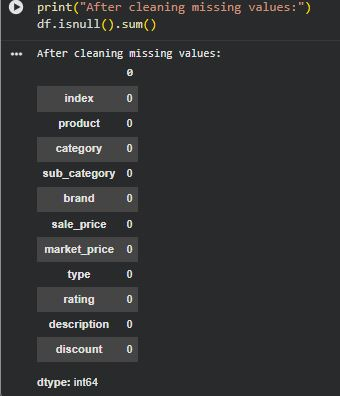 print("After cleaning missing values:")
df.isnull().sum()
After cleaning missing values:
0
index 0
product 0
category 0
sub_category 0
brand 0
sale_price 0
market_price 0
type 0
rating 0
description 0
discount 0
dtype: int64